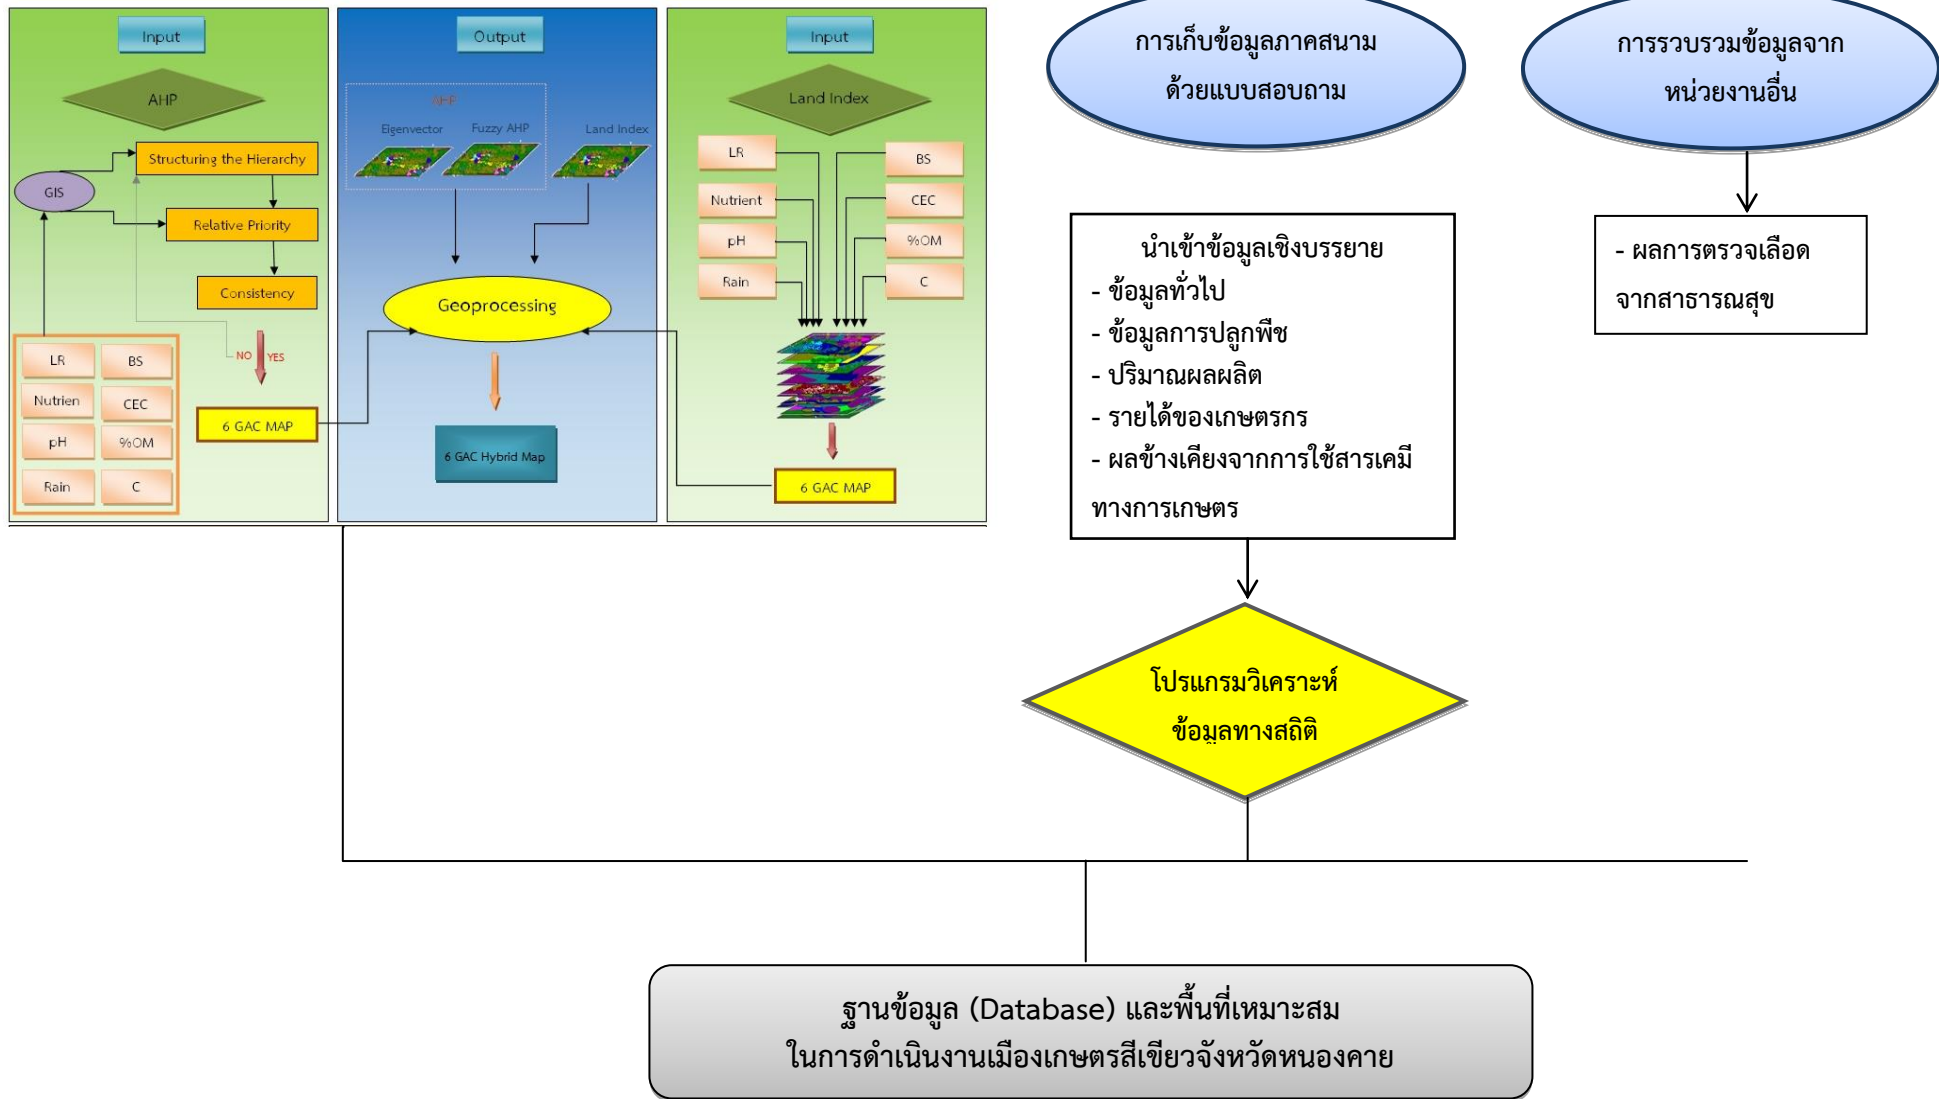 Input
AHP
Structuring the Hierarchy
GIS
Relative Priority
Consistency
NO
YES
LR
BS
Nutrien
CEC
pH
%OM
Rain
C
6 GAC MAP
Output
AHP
Eigenvector
Fuzzy AHP
Land Index
Geoprocessing
6 GAC Hybrid Map
Input
Land Index
LR
BS
Nutrient
CEC
pH
%OM
Rain
C
6 GAC MAP
การเก็บข้อมูลภาคสนาม
ด้วยแบบสอบถาม
นำเข้าข้อมูลเชิงบรรยาย
- ข้อมูลทั่วไป
- ข้อมูลการปลูกพืช
- ปริมาณผลผลิต
- รายได้ของเกษตรกร
- ผลข้างเคียงจากการใช้สารเคมี
ทางการเกษตร
โปรแกรมวิเคราะห์
ข้อมูลทางสถิติ
การรวบรวมข้อมูลจาก
หน่วยงานอื่น
- ผลการตรวจเลือด
จากสาธารณสุข
ฐานข้อมูล (Database) และพื้นที่เหมาะสม
ในการดำเนินงานเมืองเกษตรสีเขียวจังหวัดหนองคาย